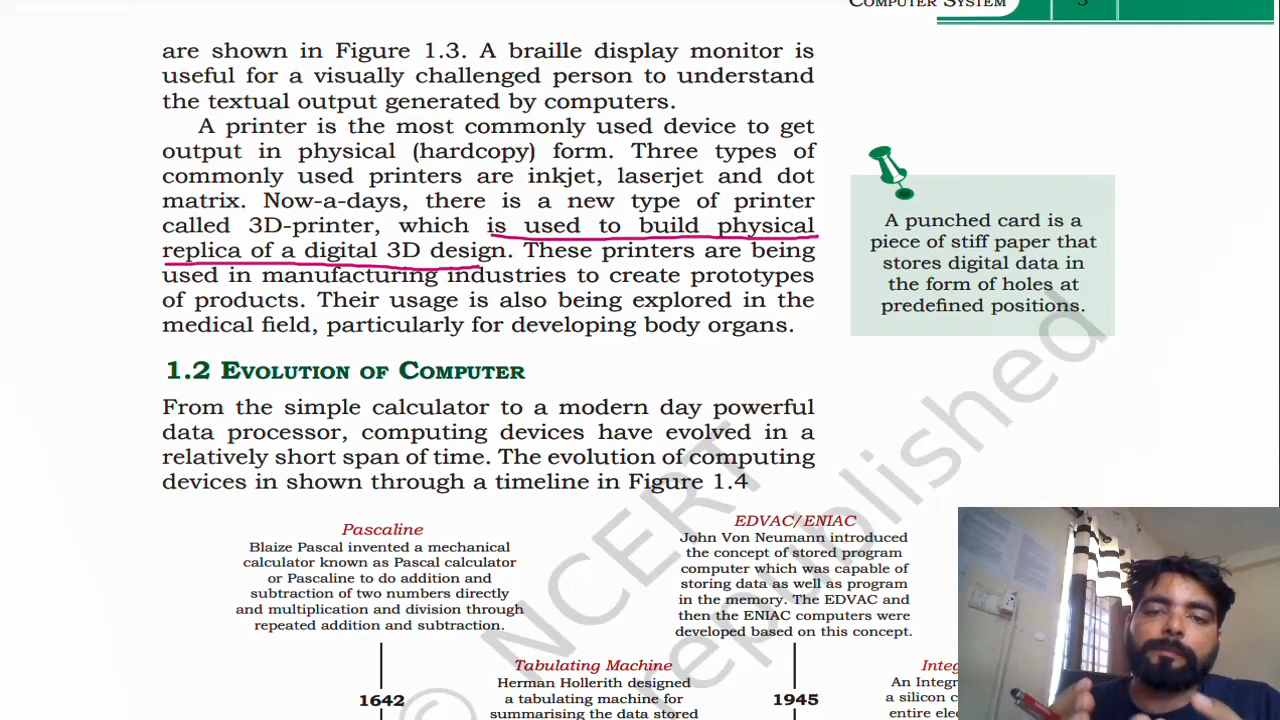 COMPUTER SYSTEM 3
are shown in Figure 1.3. A braille display monitor is
useful for a visually challenged person to understand
the textual output generated by computers.
A printer is the most commonly used device to get
output in physical (hardcopy) form. Three types of
commonly used printers are inkjet, laserjet and dot
matrix. Now-a-days, there is a new type of printer
called 3D-printer, which is used to build physical
replica of a digital 3D design. These printers are being
used in manufacturing industries to create prototypes
of products. Their usage is also being explored in the
medical field, particularly for developing body organs.
A punched card is a
piece of stiff paper that
stores digital data in
the form of holes at
predefined positions.
1.2 EVOLUTION OF COMPUTER
From the simple calculator to a modern day powerful
data processor, computing devices have evolved in a
relatively short span of time. The evolution of computing
devices in shown through a timeline in Figure 1.4
Pascaline
Blaize Pascal invented a mechanical
calculator known as Pascal calculator
or Pascaline to do addition and
subtraction of two numbers directly
and multiplication and division through
repeated addition and subtraction.
1642
Tabulating Machine
Herman Hollerith designed
a tabulating machine for
summarising the data stored
EDVAC/ENIAC
John Von Neumann introduced
the concept of stored program
computer which was capable of
storing data as well as program
in the memory. The EDVAC and
then the ENIAC computers were
developed based on this concept.
1945
An
a silicon
entire
© NCERT
republished